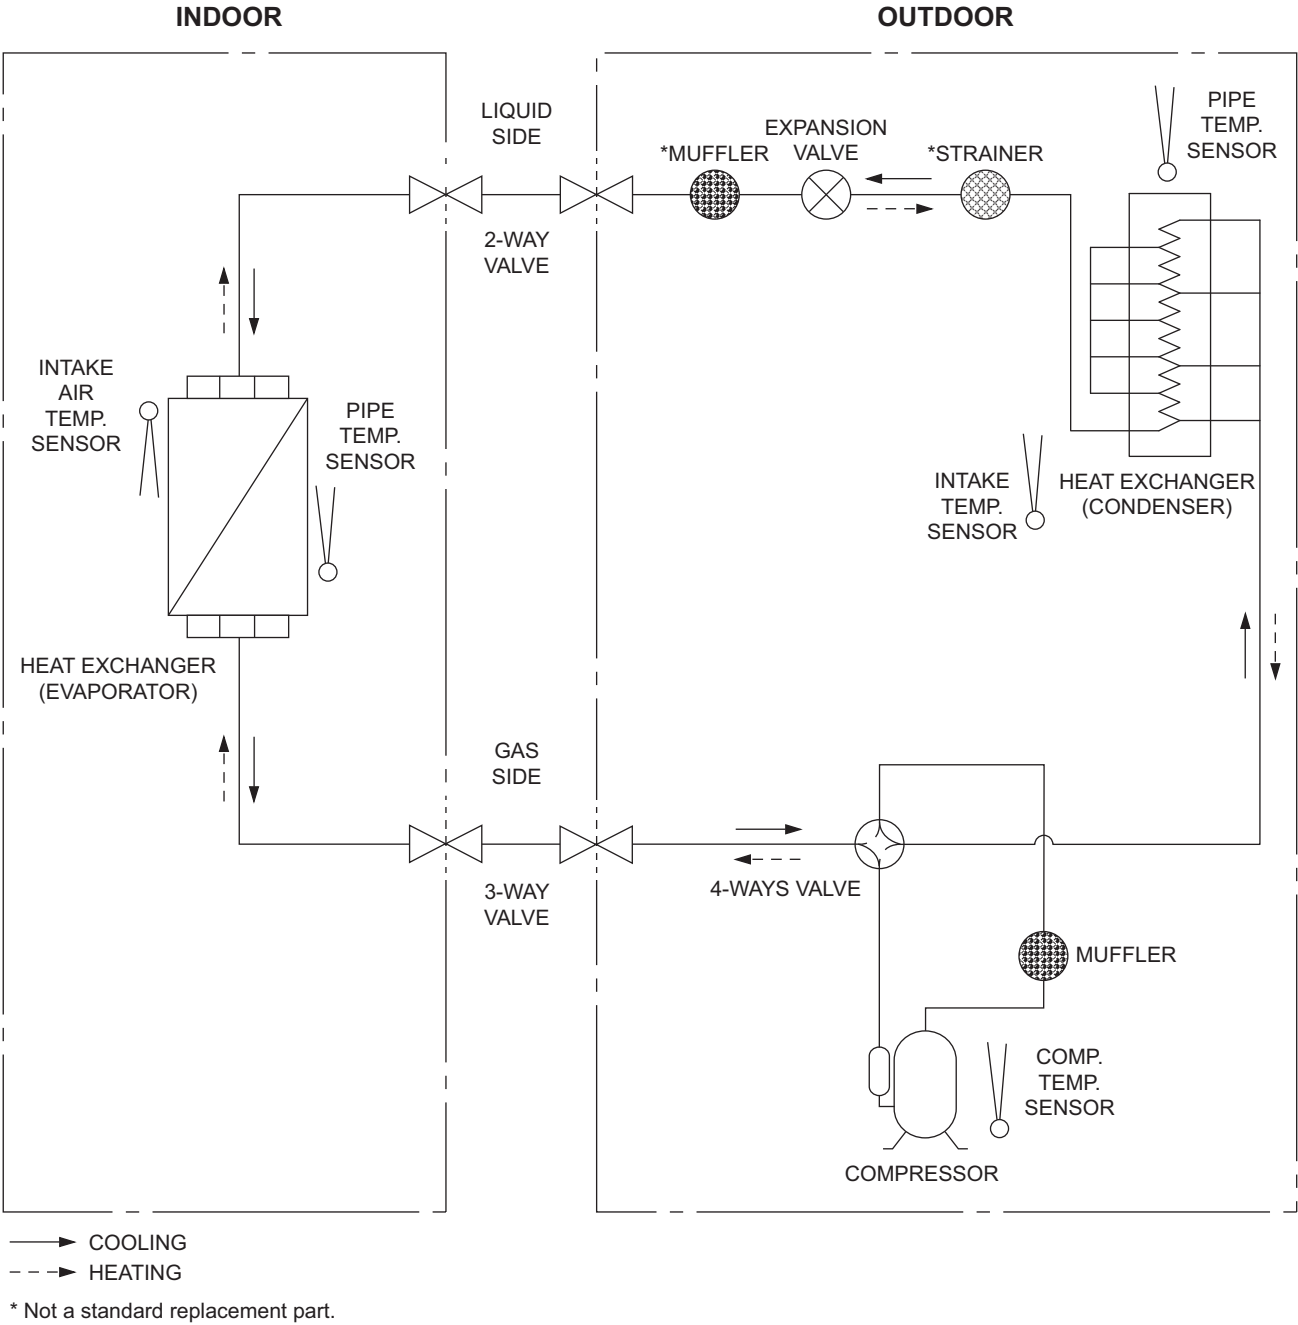 INDOOR
OUTDOOR
LIQUID
SIDE
2-WAY
VALVE
*MUFFLER
EXPANSION
VALVE
*STRAINER
PIPE
TEMP.
SENSOR
INTAKE
AIR
TEMP.
SENSOR
PIPE
TEMP.
SENSOR
INTAKE
TEMP.
SENSOR
HEAT EXCHANGER
(CONDENSER)
HEAT EXCHANGER
(EVAPORATOR)
GAS
SIDE
3-WAY
VALVE
4-WAYS VALVE
MUFFLER
COMP.
TEMP.
SENSOR
COMPRESSOR
COOLING
HEATING
* Not a standard replacement part.